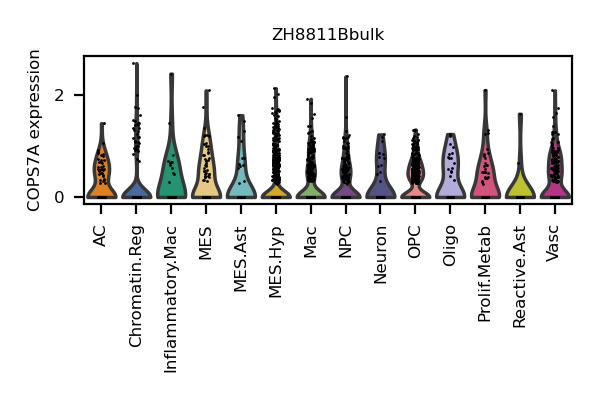 ZH8811Bbulk
COPS7A expression
2
0
AC
Chromatin.Reg
Inflammatory.Mac
MES
MES.Ast
MES.Hyp
Mac
NPC
Neuron
OPC
Oligo
Prolif.Metab
Reactive.Ast
Vasc